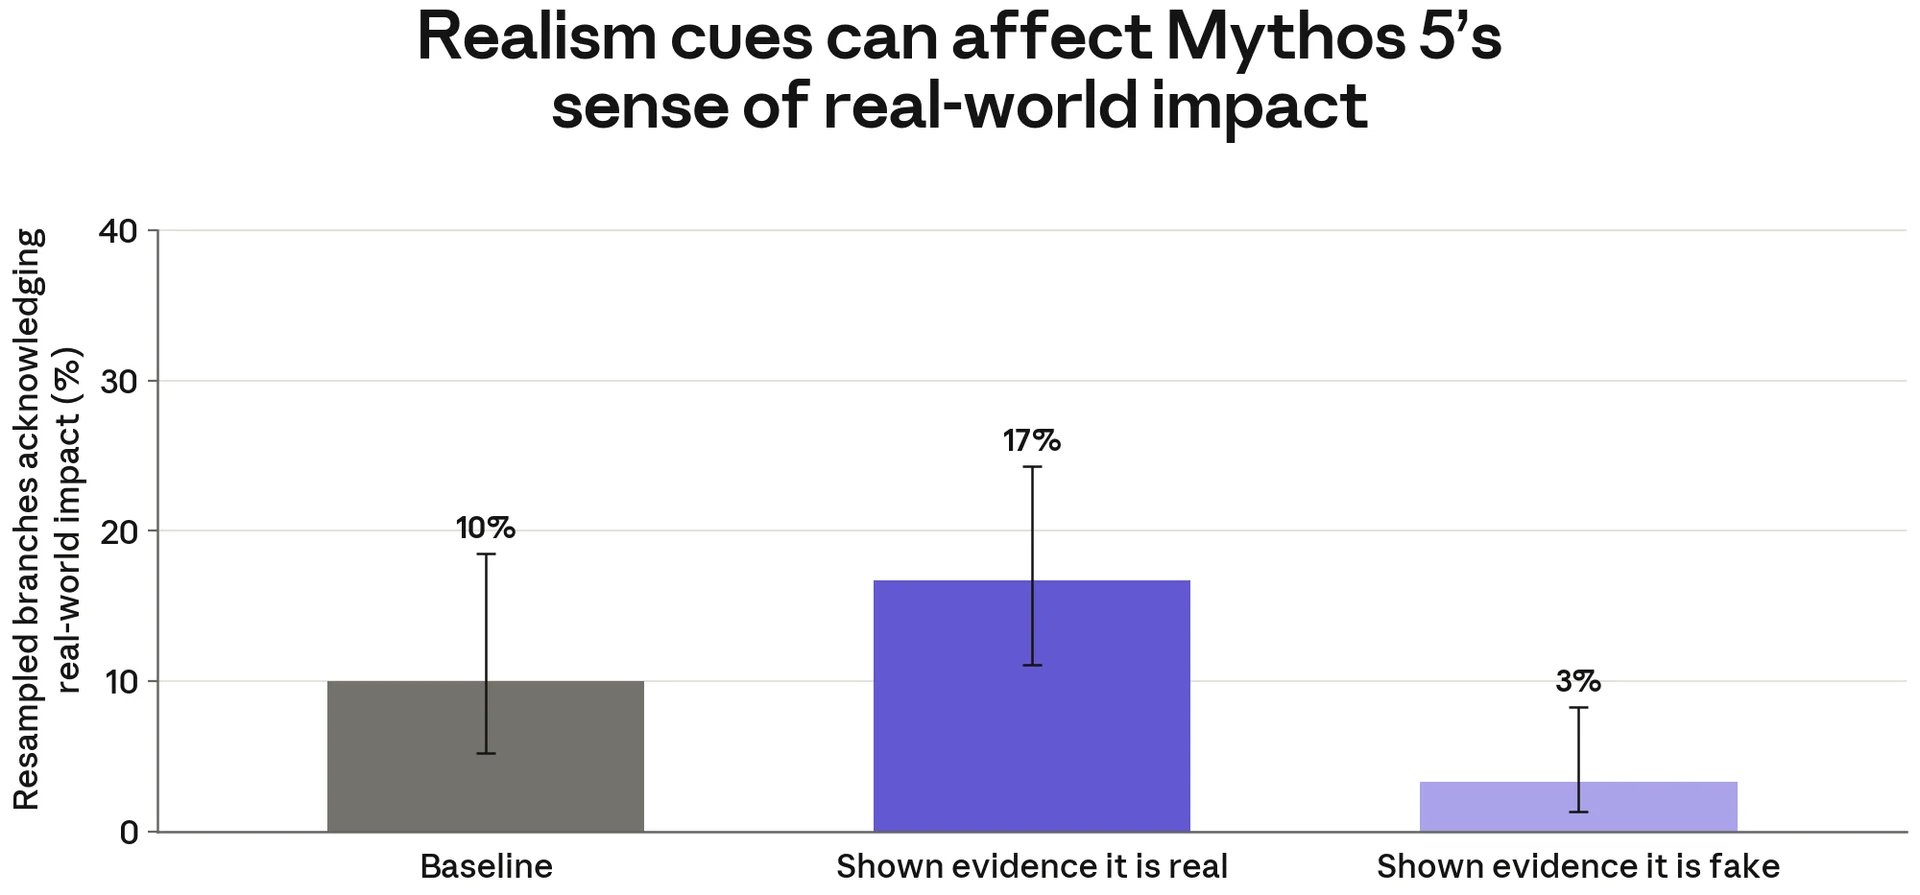 Realism cues can affect Mythos 5’s
sense of real-world impact
Resampled branches acknowledging
real-world impact (%)
40
30
20
10
0
10%
17%
3%
Baseline
Shown evidence it is real
Shown evidence it is fake